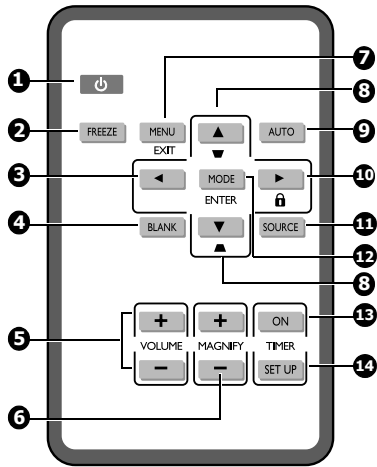 7
8
1
2
FREEZE
MENU
AUTO
9
EXIT
3
MODE
10
ENTER
4
BLANK
SOURCE
11
12
8
13
5
+
+
ON
VOLUME
MAGNIFY
TIMER
−
−
SET UP
14
6